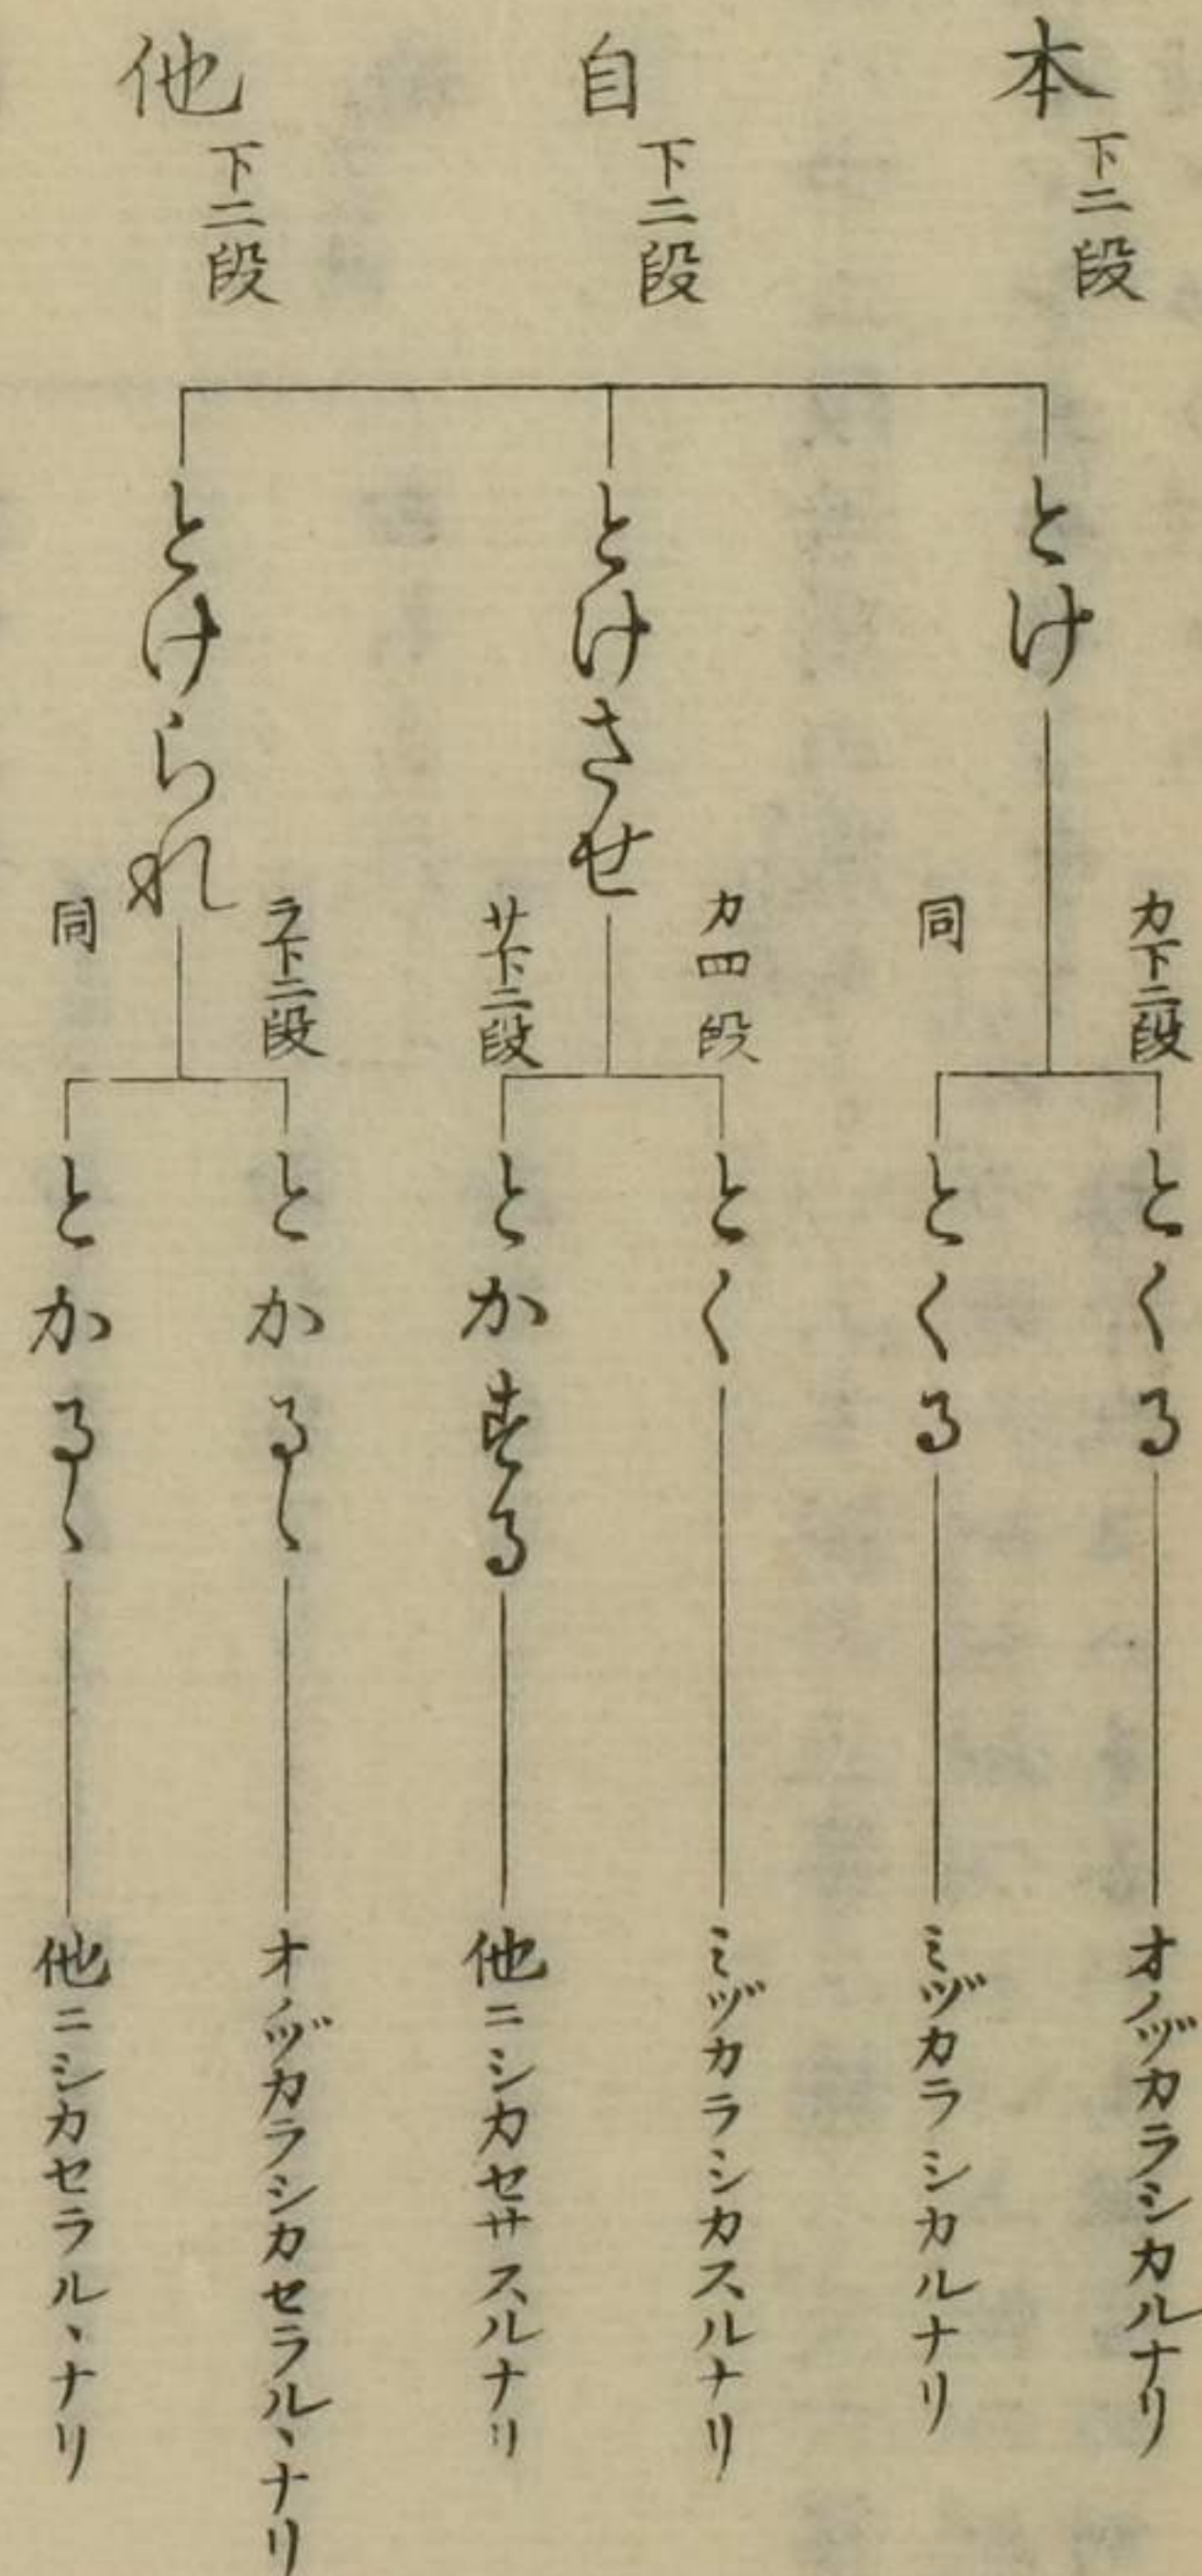 本 下二段
自 下二段
他 下二段
とけ
カ下二段 とくる オノヅカラシカルナリ
同 とくる ミヅカラシカルナリ
とけさせ
カ四段 とく ミヅカラシカスルナリ
サ下二段 とかする 他ニシカセサスルナリ
とけられ
ラ下二段 とかるゝ オノヅカラシカセラルヽナリ
同 とかるゝ 他ニシカセラルヽナリ